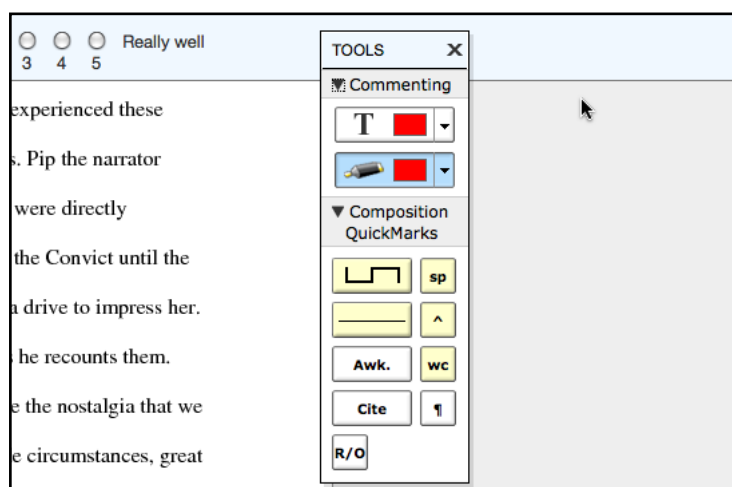 Really well
3 4 5
TOOLS X
Commenting
T
Composition
QuickMarks
sp
^
Awk. wc
Cite ¶
R/O
experienced these
s. Pip the narrator
were directly
the Convict until the
a drive to impress her.
he recounts them.
e the nostalgia that we
e circumstances, great